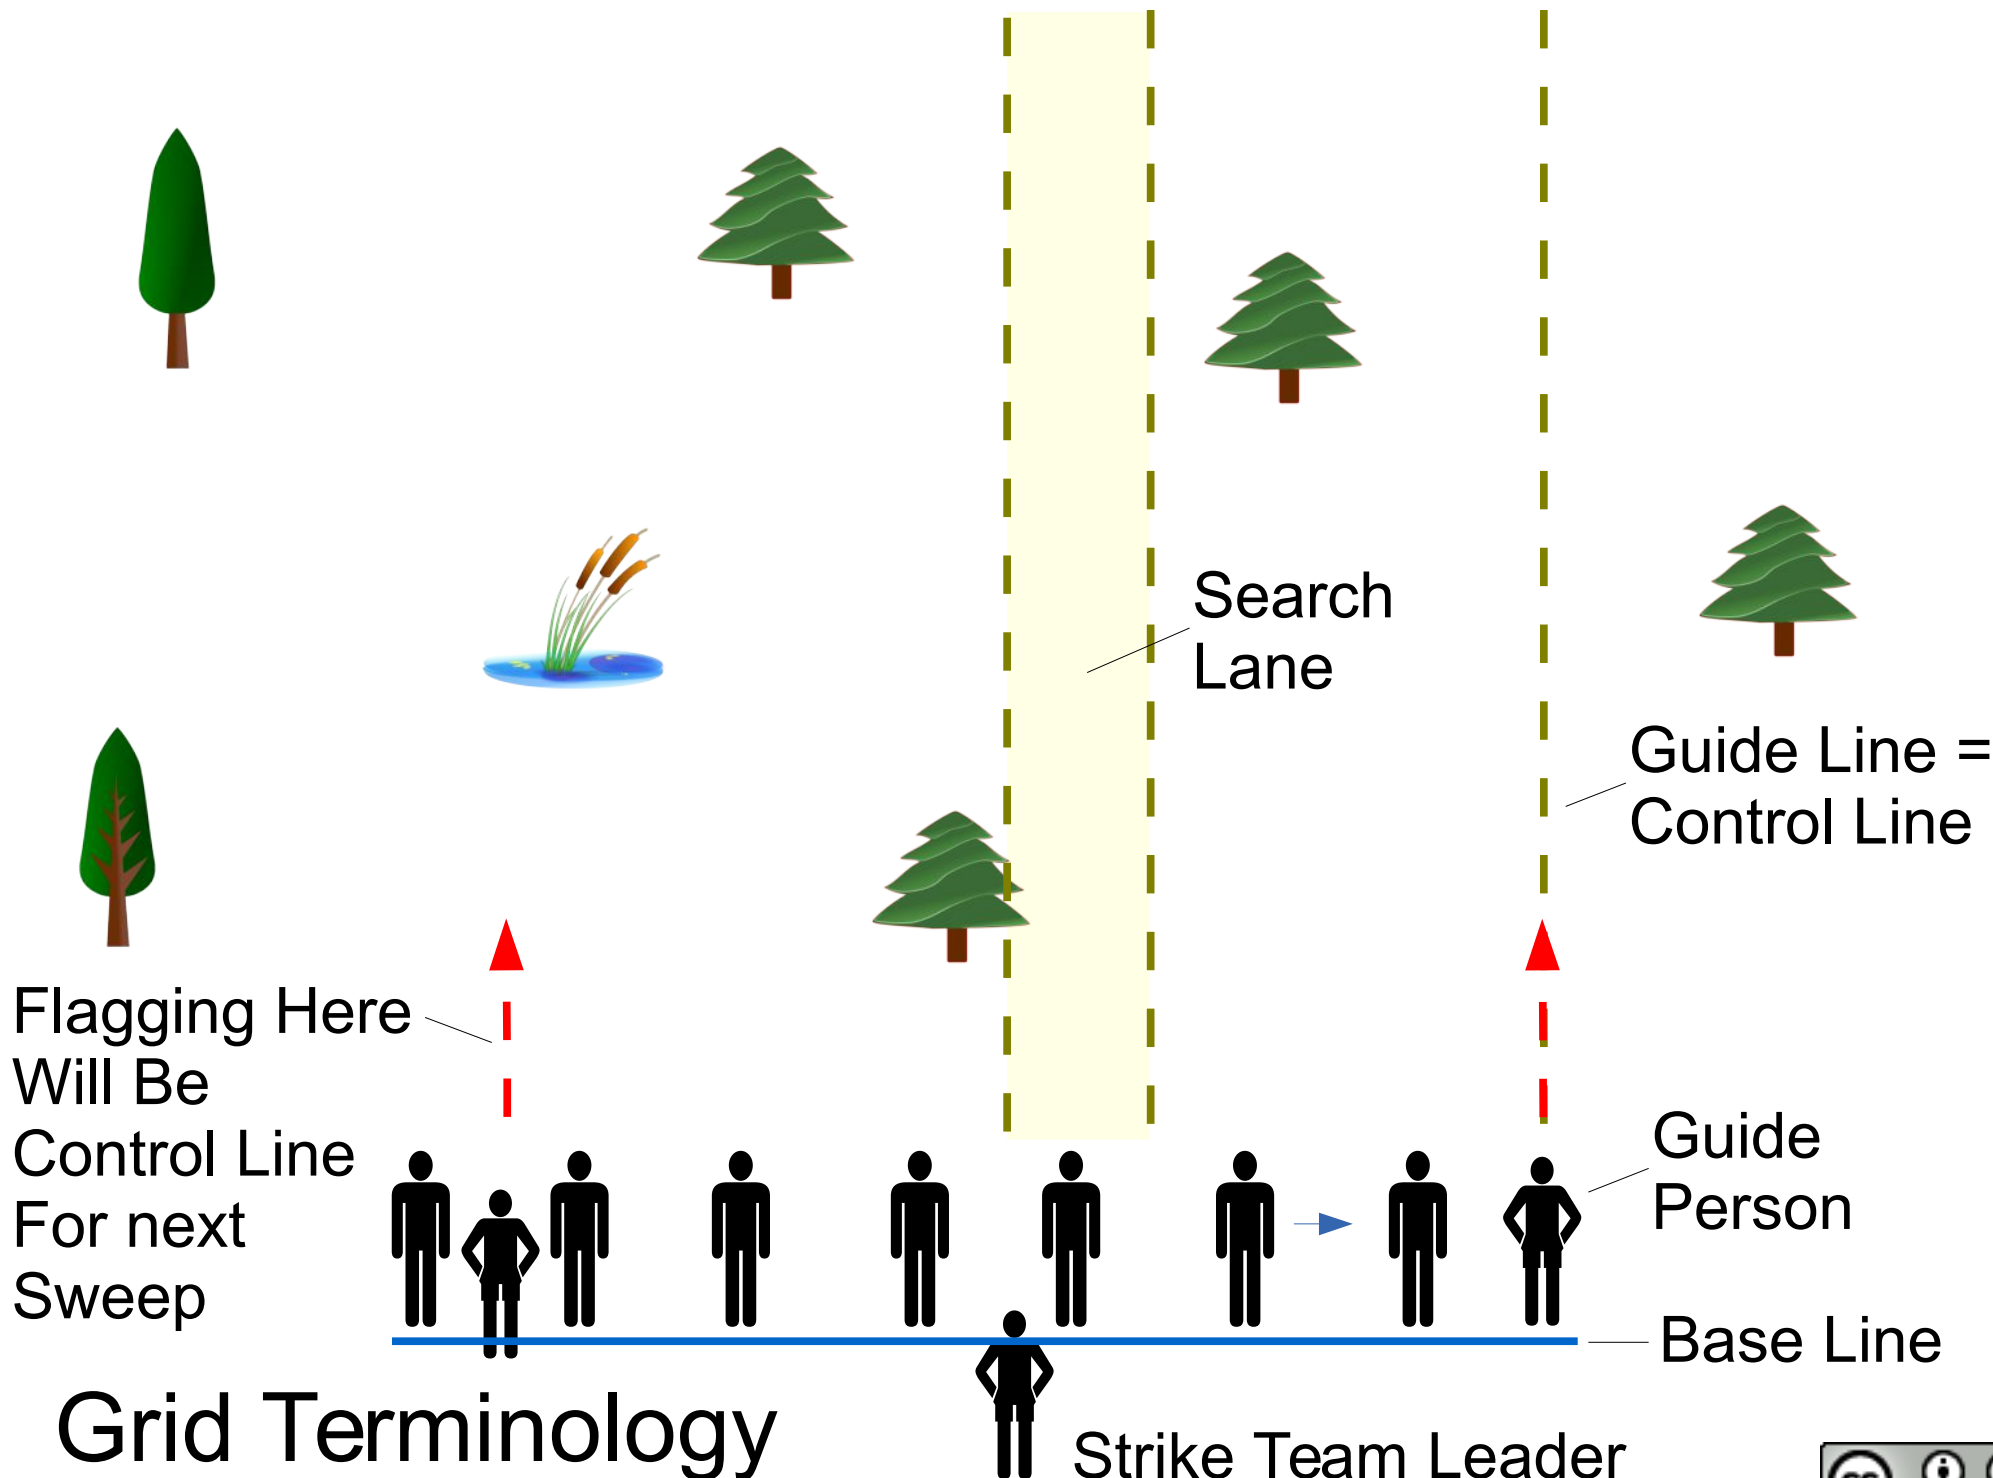 Search
Lane
Guide Line =
Control Line
Flagging Here
Will Be
Control Line
For next
Sweep
Guide
Person
Base Line
Grid Terminology
Strike Team Leader